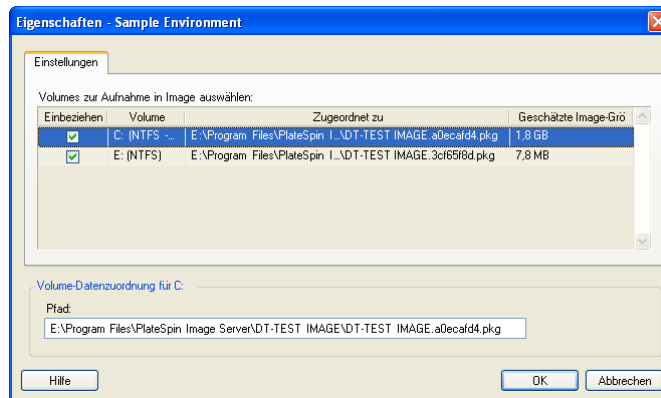 Eigenschaften - Sample Environment
Einstellungen
Volumes zur Aufnahme in Image auswählen:
Einbeziehen Volume Zugeordnet zu Geschätzte Image-Grö
C: (NTFS -... E:\Program Files\PlateSpin I...\DT-TEST IMAGE.a0ecafd4.pkg 1,8 GB
E: (NTFS) E:\Program Files\PlateSpin I...\DT-TEST IMAGE.3cf65f8d.pkg 7,8 MB
Volume-Datenzuordnung für C:
Pfad:
E:\Program Files\PlateSpin Image Server\DT-TEST IMAGE\DT-TEST IMAGE.a0ecafd4.pkg
Hilfe OK Abbrechen